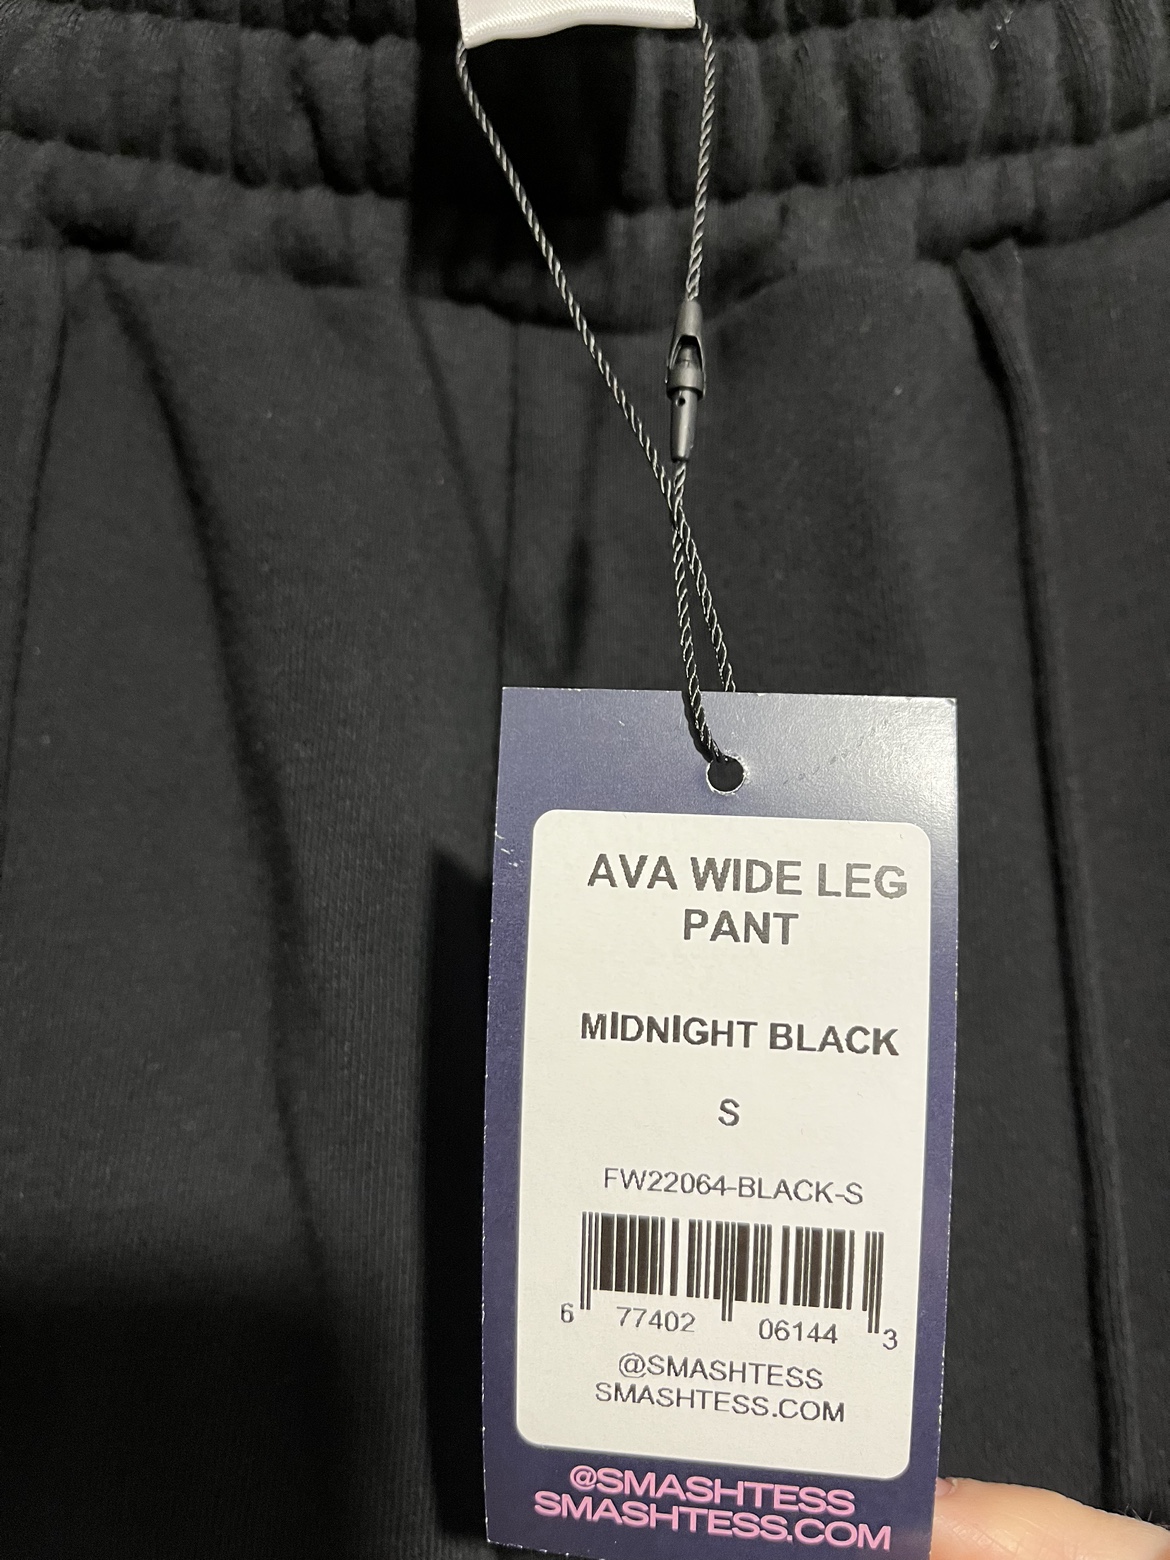 AVA WIDE LEG
PANT
MIDNIGHT BLACK
S
FW22064-BLACK-S
6 77402 06144 3
@SMASHTESS
SMASHTESS.COM
@SMASHTESS
SMASHTESS.COM